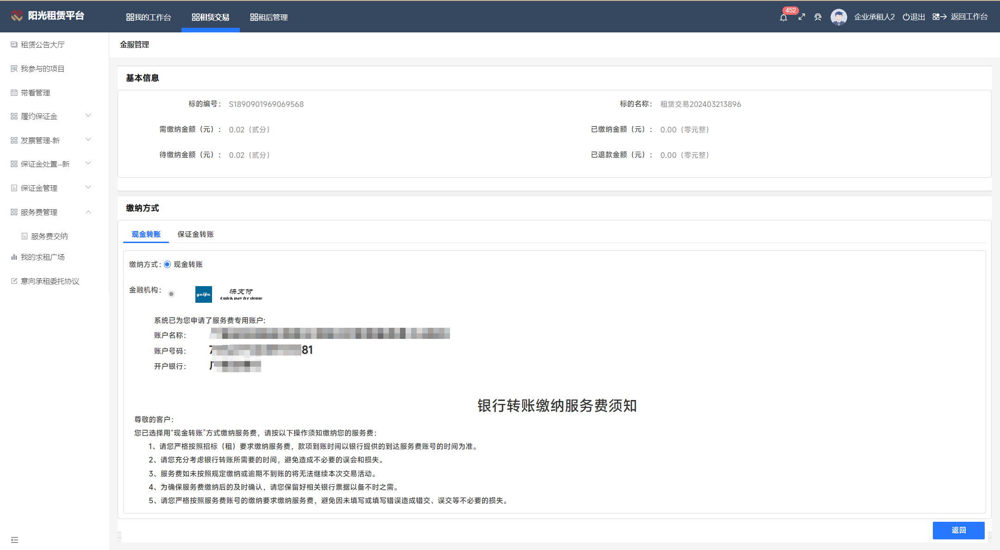 阳光租赁平台
我的工作台 租赁交易 租后管理
452
企业承租人2 退出 返回工作台
租赁公告大厅
我参与的项目
带看管理
履约保证金
发票管理-新
保证金处置--新
保证金管理
服务费管理
服务费交纳
我的求租广场
意向承租委托协议
金服管理
基本信息
标的编号： S1890901969069568
标的名称： 租赁交易202403213896
需缴纳金额（元）： 0.02（贰分）
已缴纳金额（元）： 0.00（零元整）
待缴纳金额（元）： 0.02（贰分）
已退款金额（元）： 0.00（零元整）
缴纳方式
现金转账 保证金转账
缴纳方式： 现金转账
金融机构：
快支付
Quick pay for demo
系统已为您申请了服务费专用账户：
账户名称：
账户号码： 81
开户银行：
银行转账缴纳服务费须知
尊敬的客户：
您已选择用“现金转账”方式缴纳服务费，请按以下操作须知缴纳您的服务费：
1、请您严格按照招标（租）要求缴纳服务费，款项到账时间以银行提供的到达服务费账号的时间为准。
2、请您充分考虑银行转账所需要的时间，避免造成不必要的误会和损失。
3、服务费如未按照规定缴纳或逾期不到账的将无法继续本次交易活动。
4、为确保服务费缴纳后的及时确认，请您保留好相关银行票据以备不时之需。
5、请您严格按照服务费账号的缴纳要求缴纳服务费，避免因未填写或填写错误造成错交、误交等不必要的损失。
返回